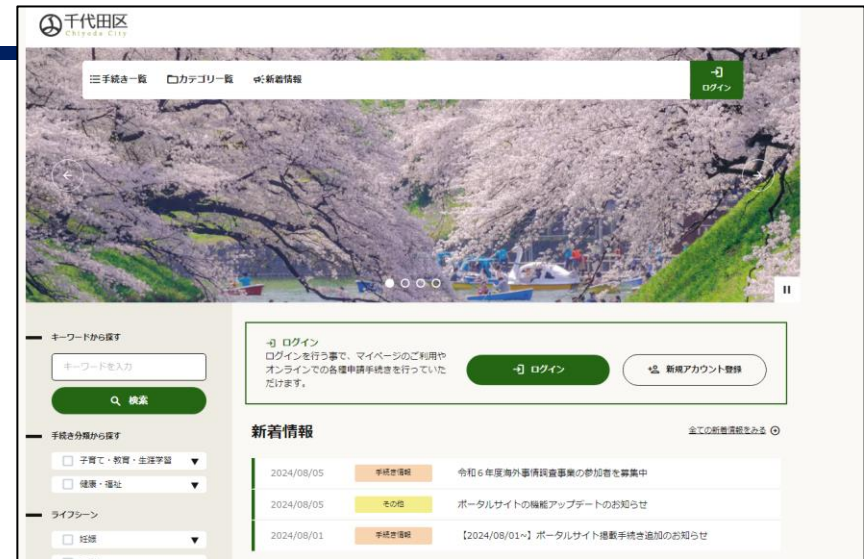 千代田区
Chiyoda City
手続き一覧
カテゴリ一覧
新着情報
ログイン
キーワードから探す
キーワードを入力
検索
手続き分類から探す
子育て・教育・生涯学習
健康・福祉
ライフシーン
妊娠
ログイン
ログインを行う事で、マイページのご利用や
オンラインでの各種申請手続きを行っていた
だけます。
ログイン
新規アカウント登録
新着情報
全ての新着情報をみる
2024/08/05 手続き情報 令和6年度海外事情調査事業の参加者を募集中
2024/08/05 その他 ポータルサイトの機能アップデートのお知らせ
2024/08/01 手続き情報 【2024/08/01~】ポータルサイト掲載手続き追加のお知らせ